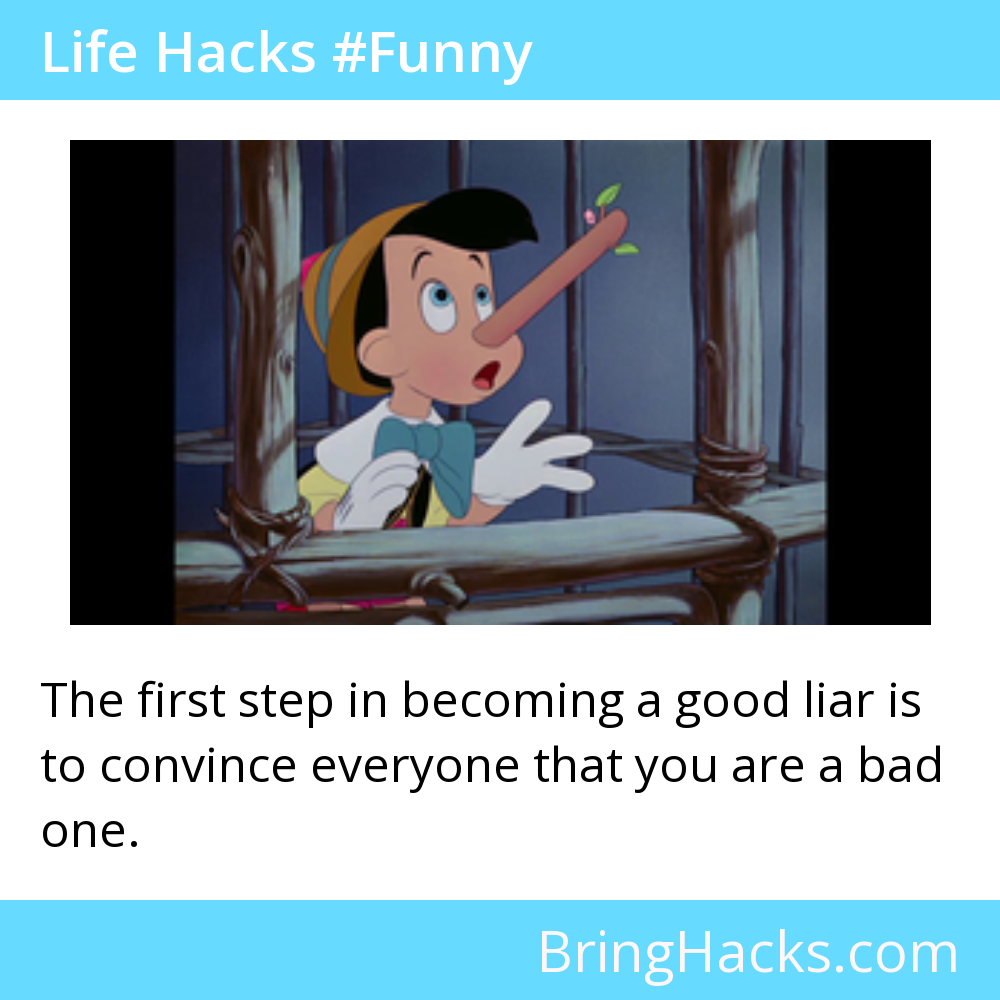 Life Hacks #Funny
The first step in becoming a good liar is
to convince everyone that you are a bad
one.
BringHacks.com